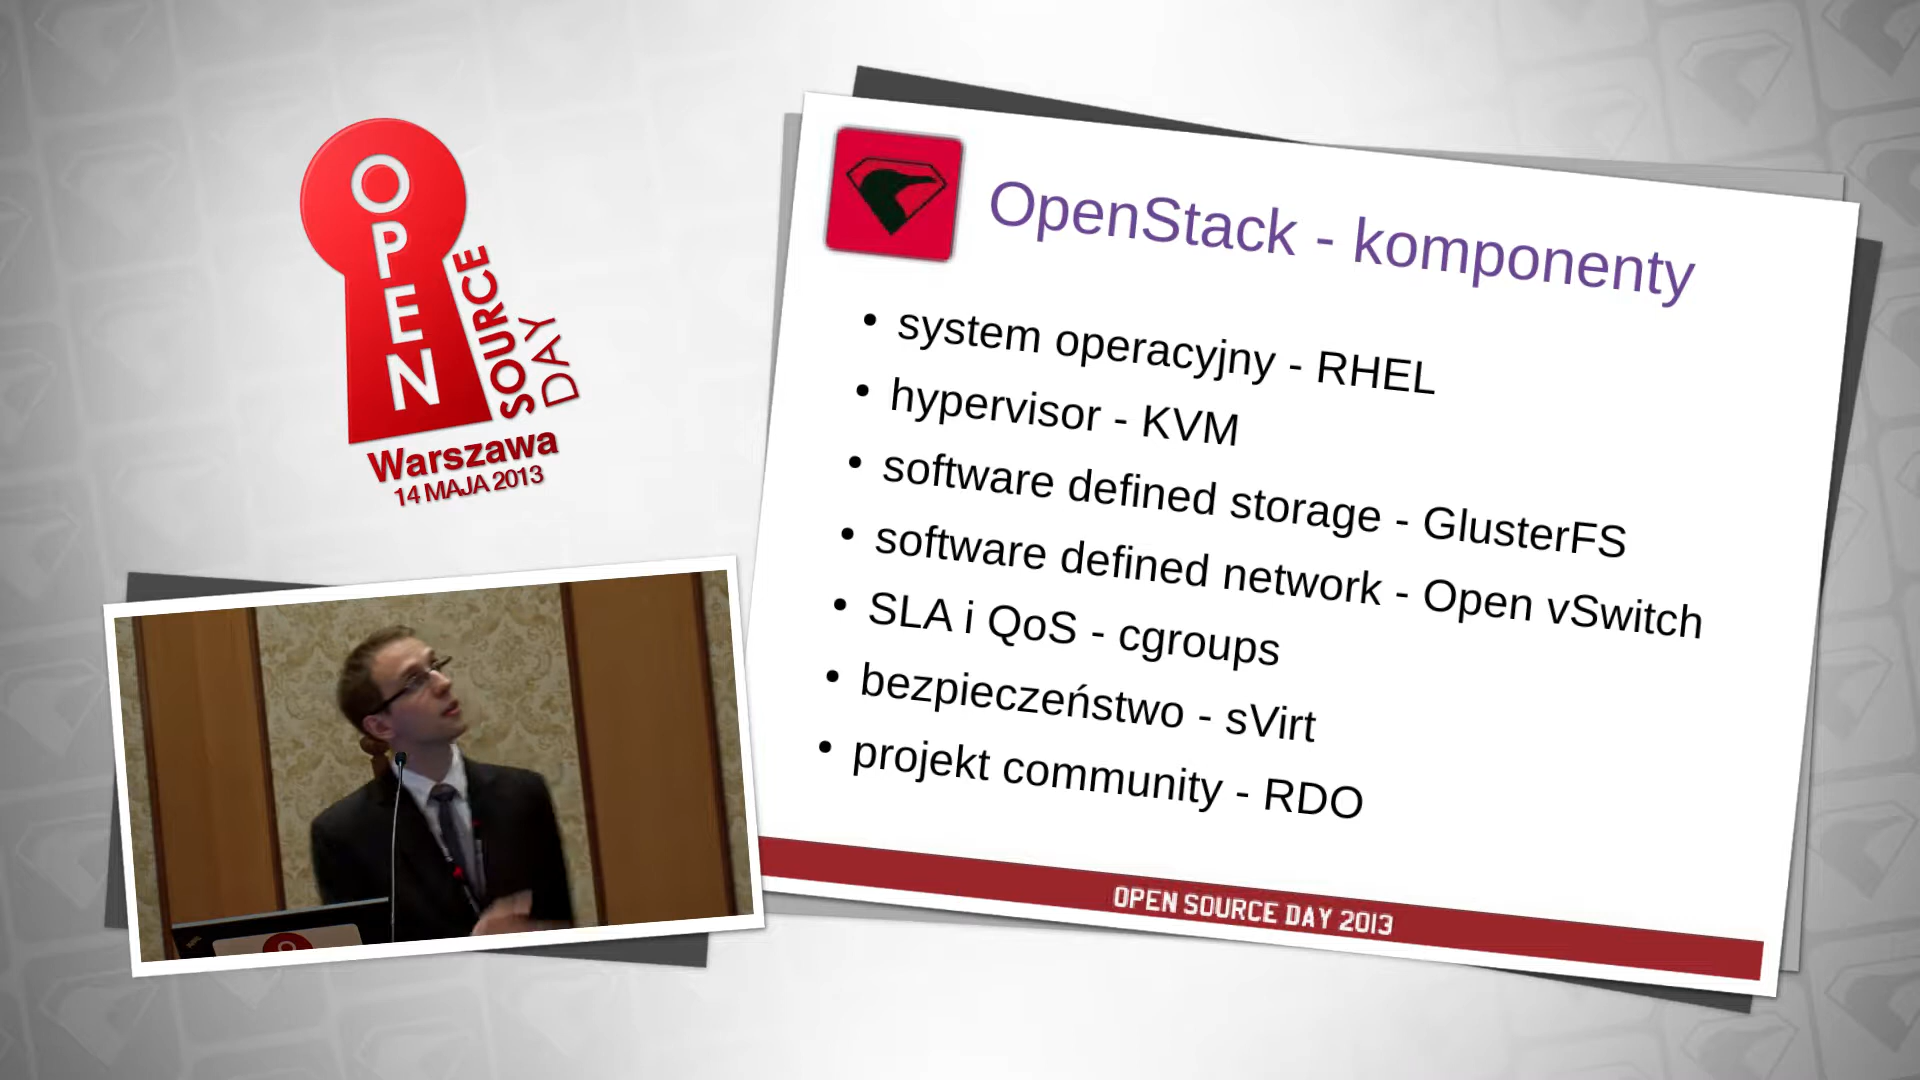 OPEN
SOURCE
DAY
Warszawa
14 MAJA 2013
OpenStack - komponenty
• system operacyjny - RHEL
• hypervisor - KVM
• software defined storage - GlusterFS
• software defined network - Open vSwitch
• SLA i QoS - cgroups
• bezpieczeństwo - sVirt
• projekt community - RDO
OPEN SOURCE DAY 2013